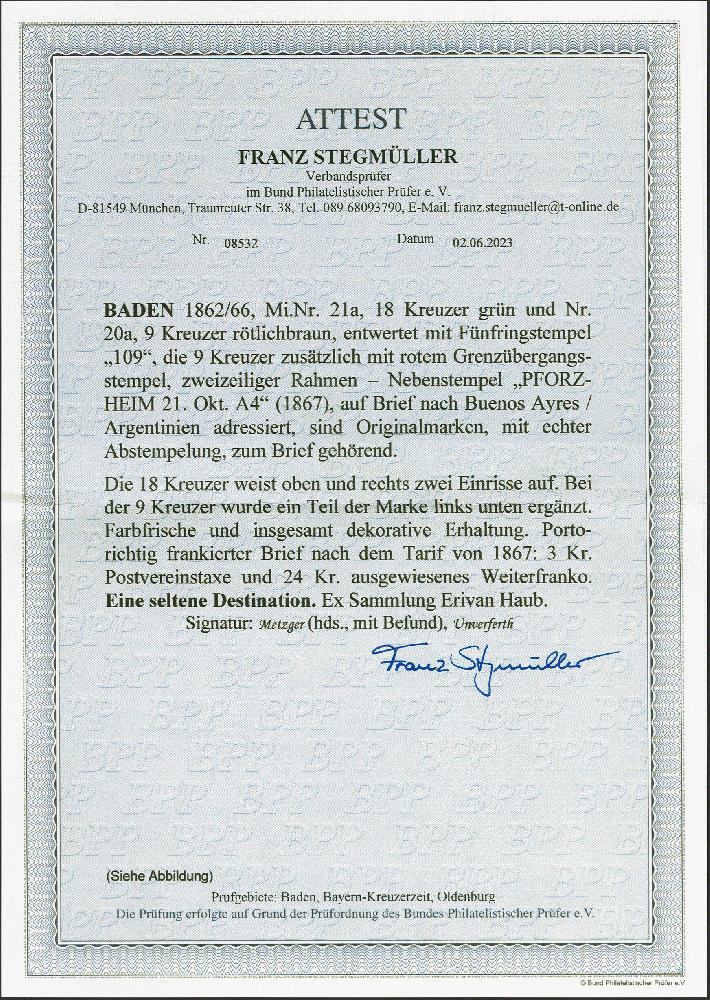 ATTEST
FRANZ STEGMÜLLER
Verbandsprüfer
im Bund Philatelistischer Prüfer e. V.
D-81549 München, Traunreuter Str. 38, Tel. 089 68093790, E-Mail: franz.stegmueller@t-online.de
Nr. 08532 Datum 02.06.2023
BADEN 1862/66, Mi.Nr. 21a, 18 Kreuzer grün und Nr.
20a, 9 Kreuzer rötlichbraun, entwertet mit Fünfringstempel
„109“, die 9 Kreuzer zusätzlich mit rotem Grenzübergangs-
stempel, zweizeiliger Rahmen – Nebenstempel „PFORZ-
HEIM 21. Okt. A4“ (1867), auf Brief nach Buenos Ayres /
Argentinien adressiert, sind Originalmarken, mit echter
Abstempelung, zum Brief gehörend.
Die 18 Kreuzer weist oben und rechts zwei Einrisse auf. Bei
der 9 Kreuzer wurde ein Teil der Marke links unten ergänzt.
Farbfrische und insgesamt dekorative Erhaltung. Porto-
richtig frankierter Brief nach dem Tarif von 1867: 3 Kr.
Postvereinstaxe und 24 Kr. ausgewiesenes Weiterfranko.
Eine seltene Destination. Ex Sammlung Erivan Haub.
Signatur: Metzger (hds., mit Befund), Unverferth
Franz Stegmüller
(Siehe Abbildung)
Prüfgebiete: Baden, Bayern-Kreuzerzeit, Oldenburg
Die Prüfung erfolgte auf Grund der Prüfordnung des Bundes Philatelistischer Prüfer e.V.
© Bund Philatelistischer Prüfer e.V